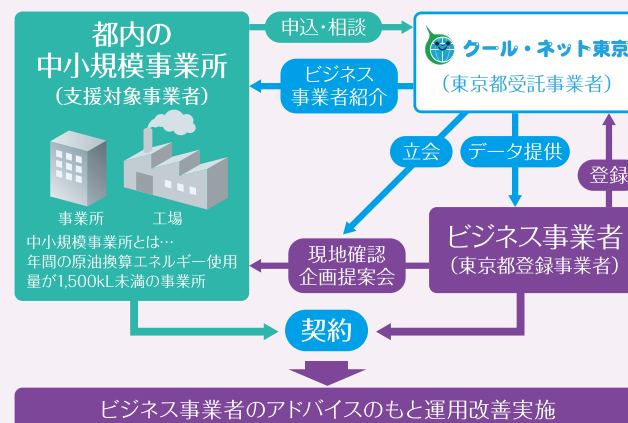 都内の
中小規模事業所
（支援対象事業者）
事業所
工場
中小規模事業所とは…
年間の原油換算エネルギー使用
量が1,500kL未満の事業所
申込・相談
ビジネス
事業者紹介
クール・ネット東京
（東京都受託事業者）
立会
データ提供
登録
現地確認
企画提案会
ビジネス事業者
（東京都登録事業者）
契約
ビジネス事業者のアドバイスのもと運用改善実施